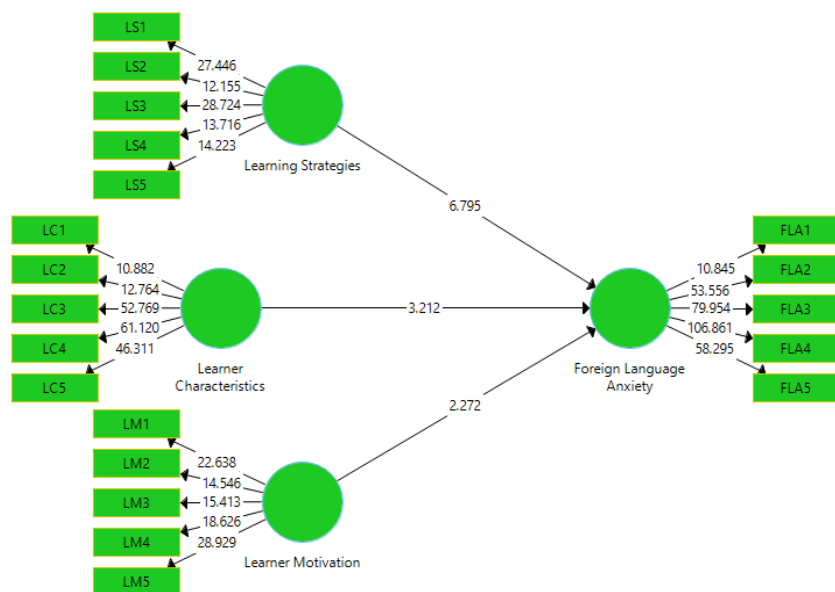 LS1
LS2
LS3
LS4
LS5
27.446
12.155
28.724
13.716
14.223
Learning Strategies
6.795
LC1
LC2
LC3
LC4
LC5
10.882
12.764
52.769
61.120
46.311
Learner
Characteristics
3.212
LM1
LM2
LM3
LM4
LM5
22.638
14.546
15.413
18.626
28.929
Learner Motivation
2.272
Foreign Language
Anxiety
10.845
53.556
79.954
106.861
58.295
FLA1
FLA2
FLA3
FLA4
FLA5